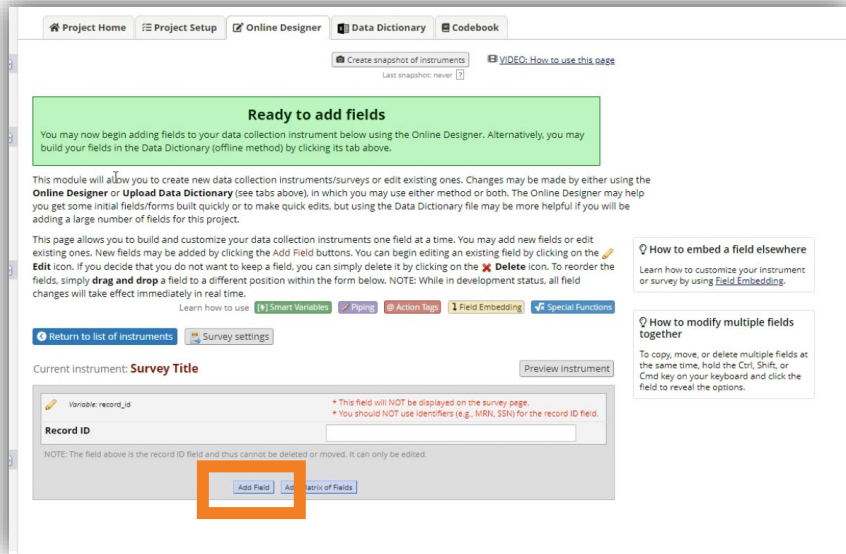 Project Home Project Setup Online Designer Data Dictionary Codebook
Create snapshot of instruments VIDEO: How to use this page
Last snapshot: never ?
Ready to add fields
You may now begin adding fields to your data collection instrument below using the Online Designer. Alternatively, you may
build your fields in the Data Dictionary (offline method) by clicking its tab above.
This module will allow you to create new data collection instruments/surveys or edit existing ones. Changes may be made by either using the
Online Designer or Upload Data Dictionary (see tabs above), in which you may use either method or both. The Online Designer may help
you get some initial fields/forms built quickly or to make quick edits, but using the Data Dictionary file may be more helpful if you will be
adding a large number of fields for this project.
This page allows you to build and customize your data collection instruments one field at a time. You may add new fields or edit
existing ones. New fields may be added by clicking the Add Field buttons. You can begin editing an existing field by clicking on the
Edit icon. If you decide that you do not want to keep a field, you can simply delete it by clicking on the Delete icon. To reorder the
fields, simply drag and drop a field to a different position within the form below. NOTE: While in development status, all field
changes will take effect immediately in real time.
Learn how to use Smart Variables Piping @ Action Tags Field Embedding Special Functions
How to embed a field elsewhere
Learn how to customize your instrument
or survey by using Field Embedding.
How to modify multiple fields
together
To copy, move, or delete multiple fields at
the same time, hold the Ctrl, Shift, or
Cmd key on your keyboard and click the
field to reveal the options.
Return to list of instruments Survey settings
Current instrument: Survey Title Preview instrument
Variable: record_id
* This field will NOT be displayed on the survey page.
* You should NOT use identifiers (e.g., MRN, SSN) for the record ID field.
Record ID
NOTE: The field above is the record ID field and thus cannot be deleted or moved. It can only be edited.
Add Field Matrix of Fields